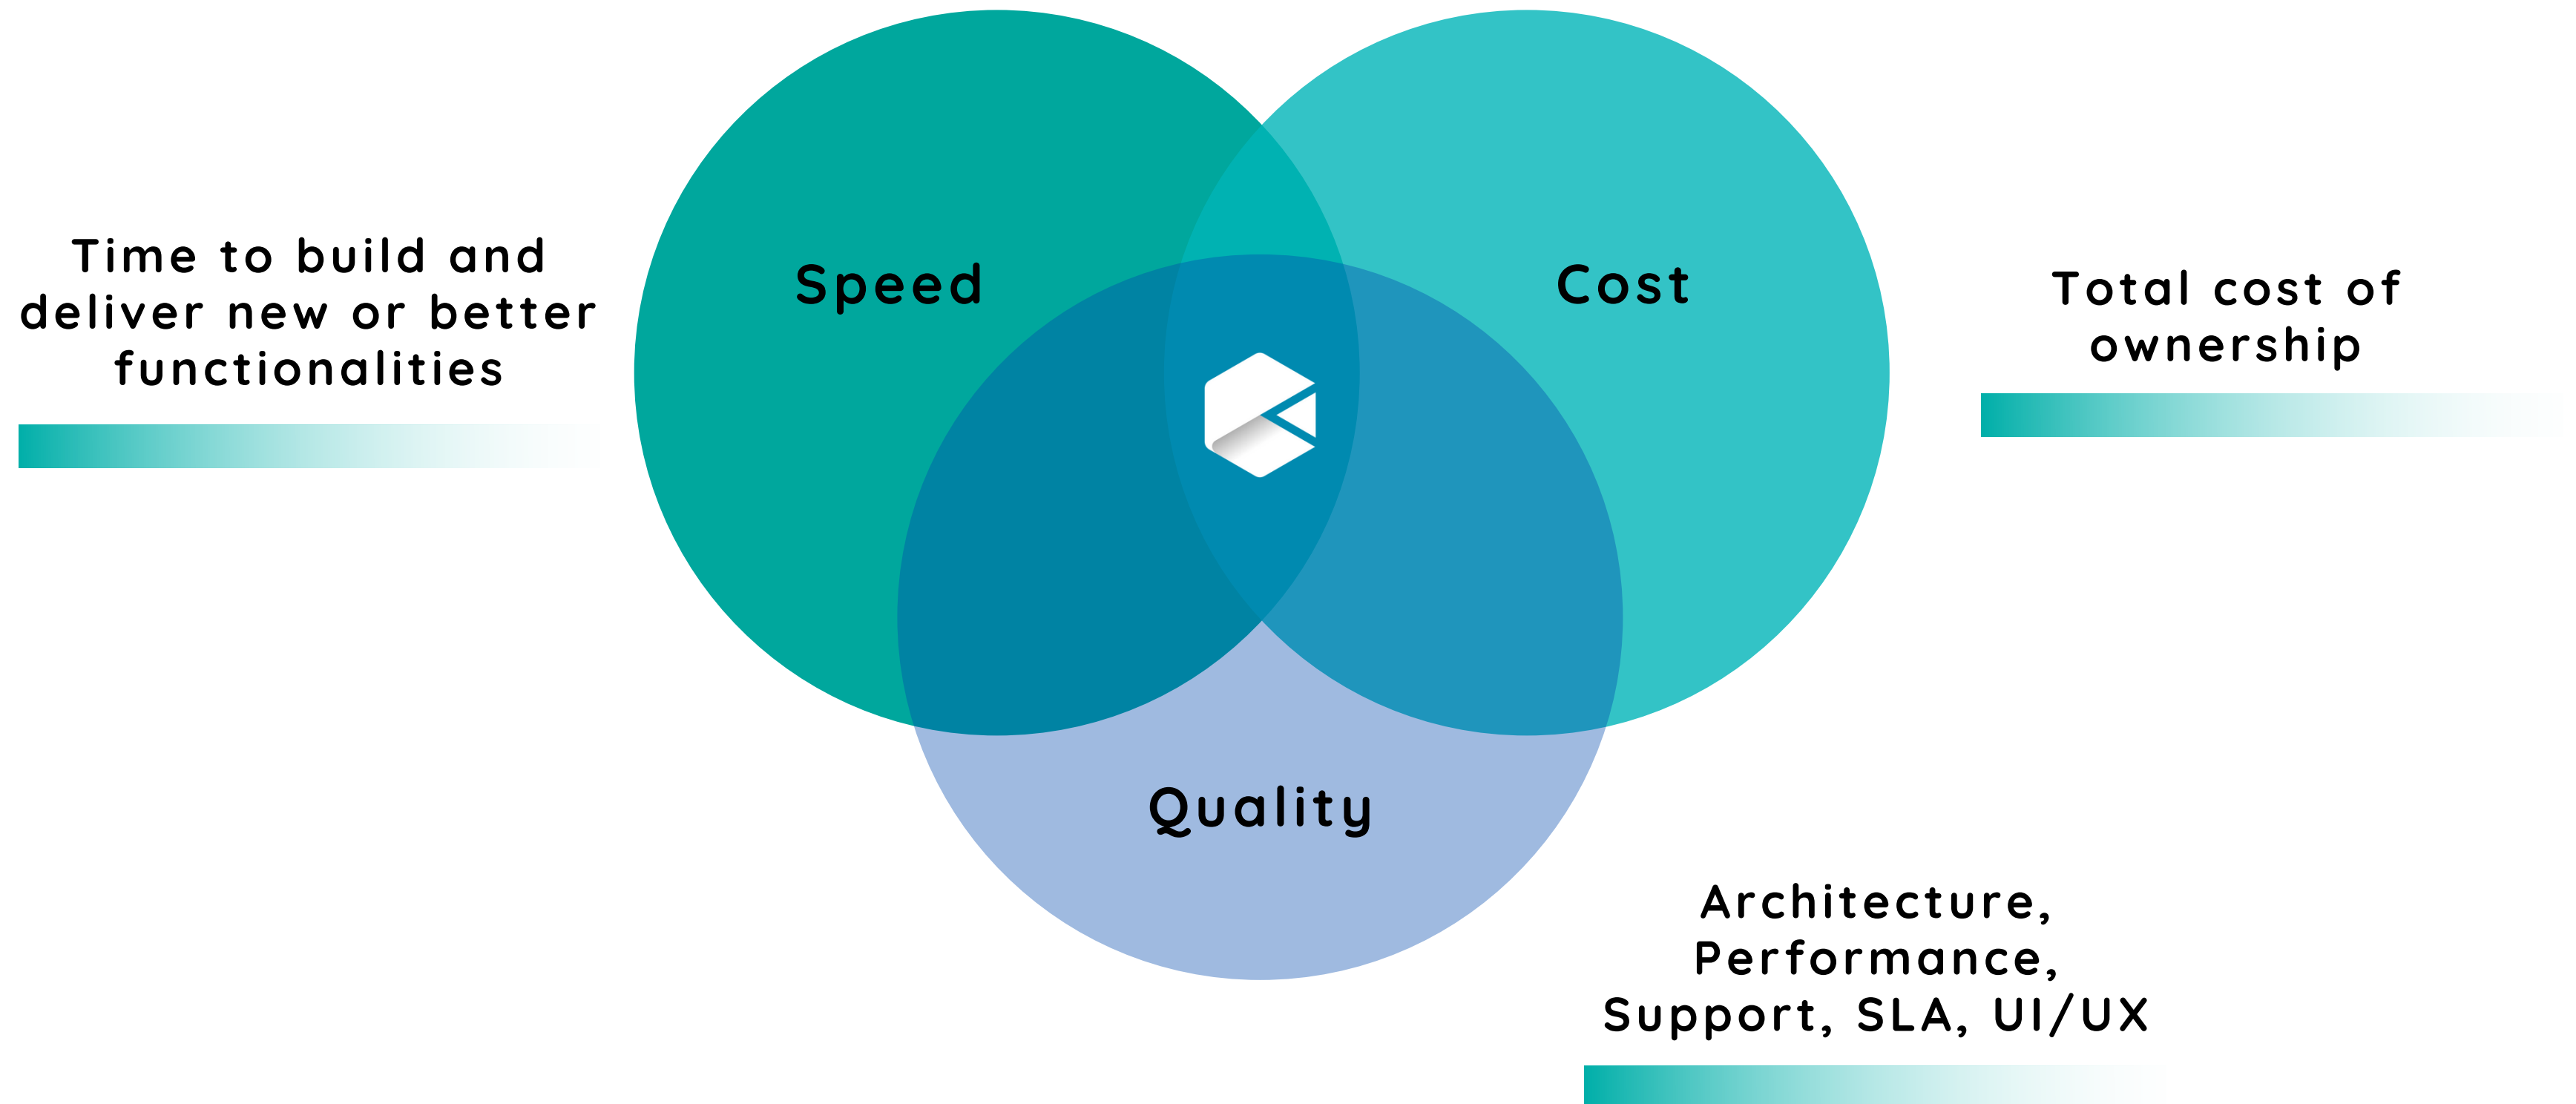 Time to build and
deliver new or better
functionalities
Speed
Cost
Total cost of
ownership
Quality
Architecture,
Performance,
Support, SLA, UI/UX